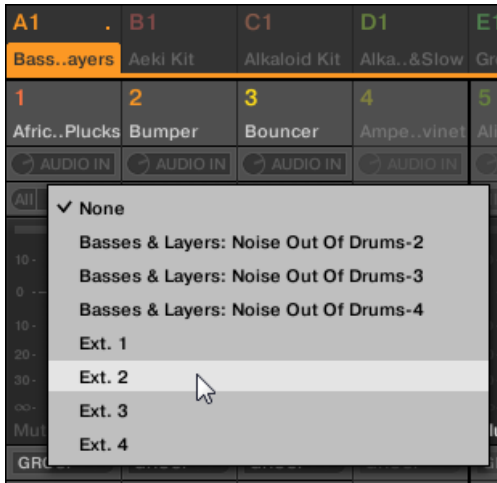 A1 . B1 C1 D1 E1
Bass..ayers Aeki Kit Alkaloid Kit Alka..&Slow Gr
1 2 3 4 5
Afric..Plucks Bumper Bouncer Ampe..vinet Ali
AUDIO IN AUDIO IN AUDIO IN AUDIO IN
All
✓ None
Basses & Layers: Noise Out Of Drums-2
Basses & Layers: Noise Out Of Drums-3
Basses & Layers: Noise Out Of Drums-4
Ext. 1
Ext. 2
Ext. 3
Ext. 4
10-
0
10-
20-
30-
∞-
Mut